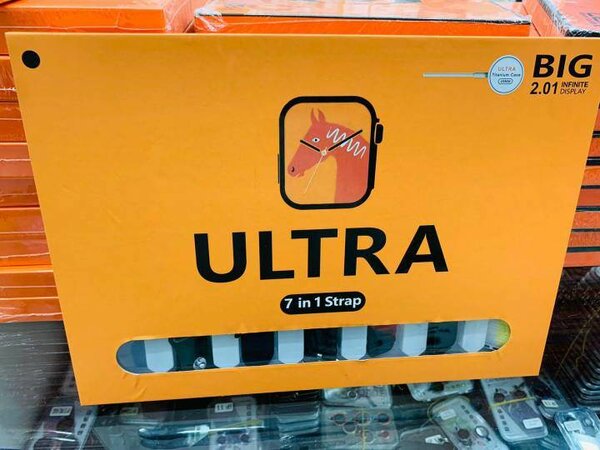 ULTRA
Titanium Case
BIG
2.01 INFINITE DISPLAY
ULTRA
7 in 1 Strap